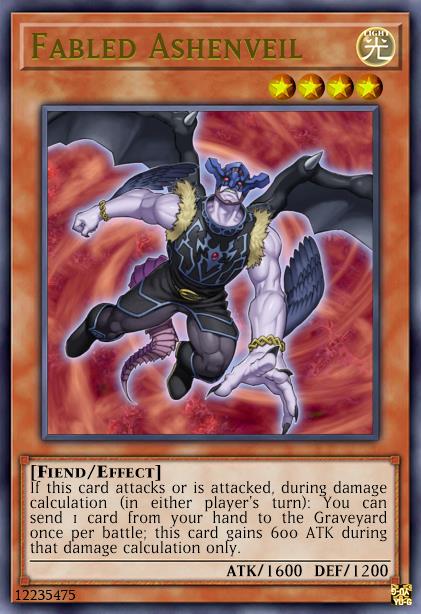 Fabled Ashenveil
LIGHT
光
[Fiend/Effect]
If this card attacks or is attacked, during damage
calculation (in either player's turn): You can
send 1 card from your hand to the Graveyard
once per battle; this card gains 600 ATK during
that damage calculation only.
ATK/1600 DEF/1200
12235475